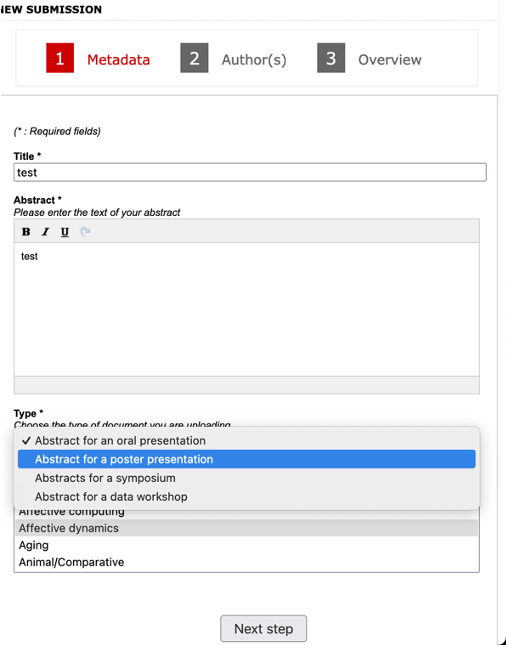 NEW SUBMISSION
1 Metadata 2 Author(s) 3 Overview
(* : Required fields)
Title *
test
Abstract *
Please enter the text of your abstract
B I U
test
Type *
Choose the type of document you are uploading
✓ Abstract for an oral presentation
Abstract for a poster presentation
Abstracts for a symposium
Abstract for a data workshop
Affective computing
Affective dynamics
Aging
Animal/Comparative
Next step